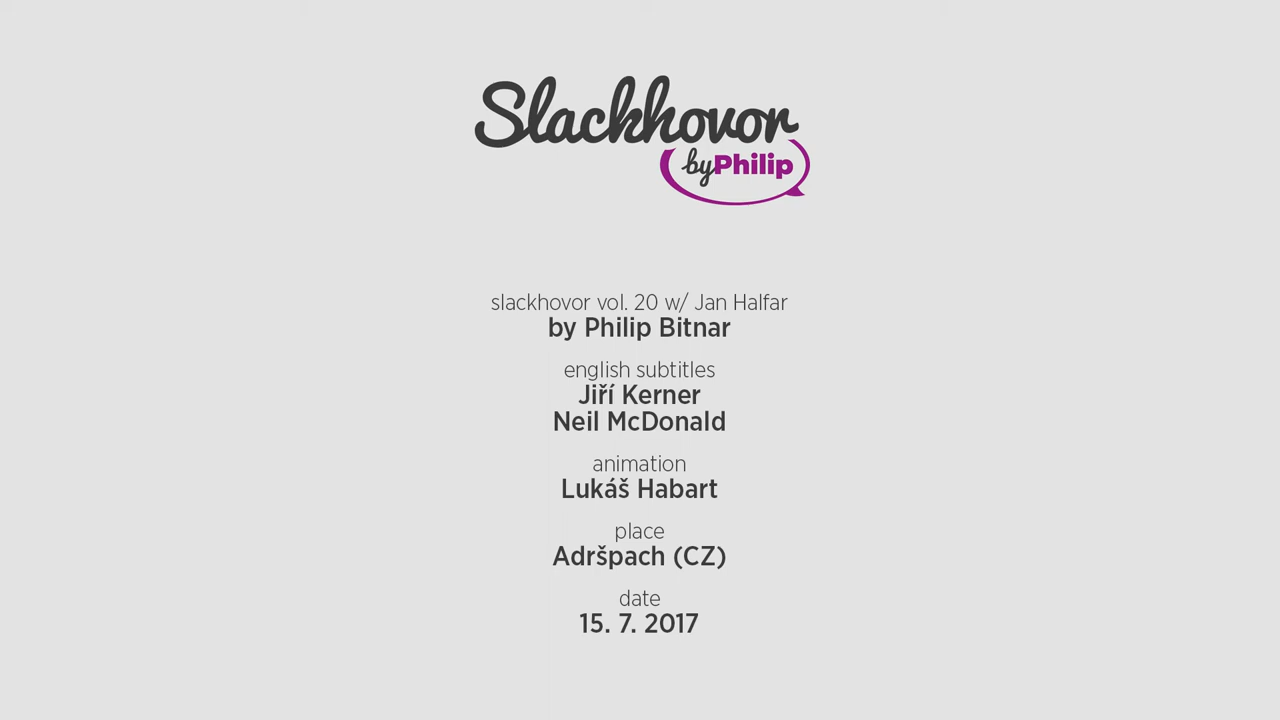 Slackhovor
byPhilip
slackhovor vol. 20 w/ Jan Halfar
by Philip Bitnar
english subtitles
Jiří Kerner
Neil McDonald
animation
Lukáš Habart
place
Adršpach (CZ)
date
15. 7. 2017